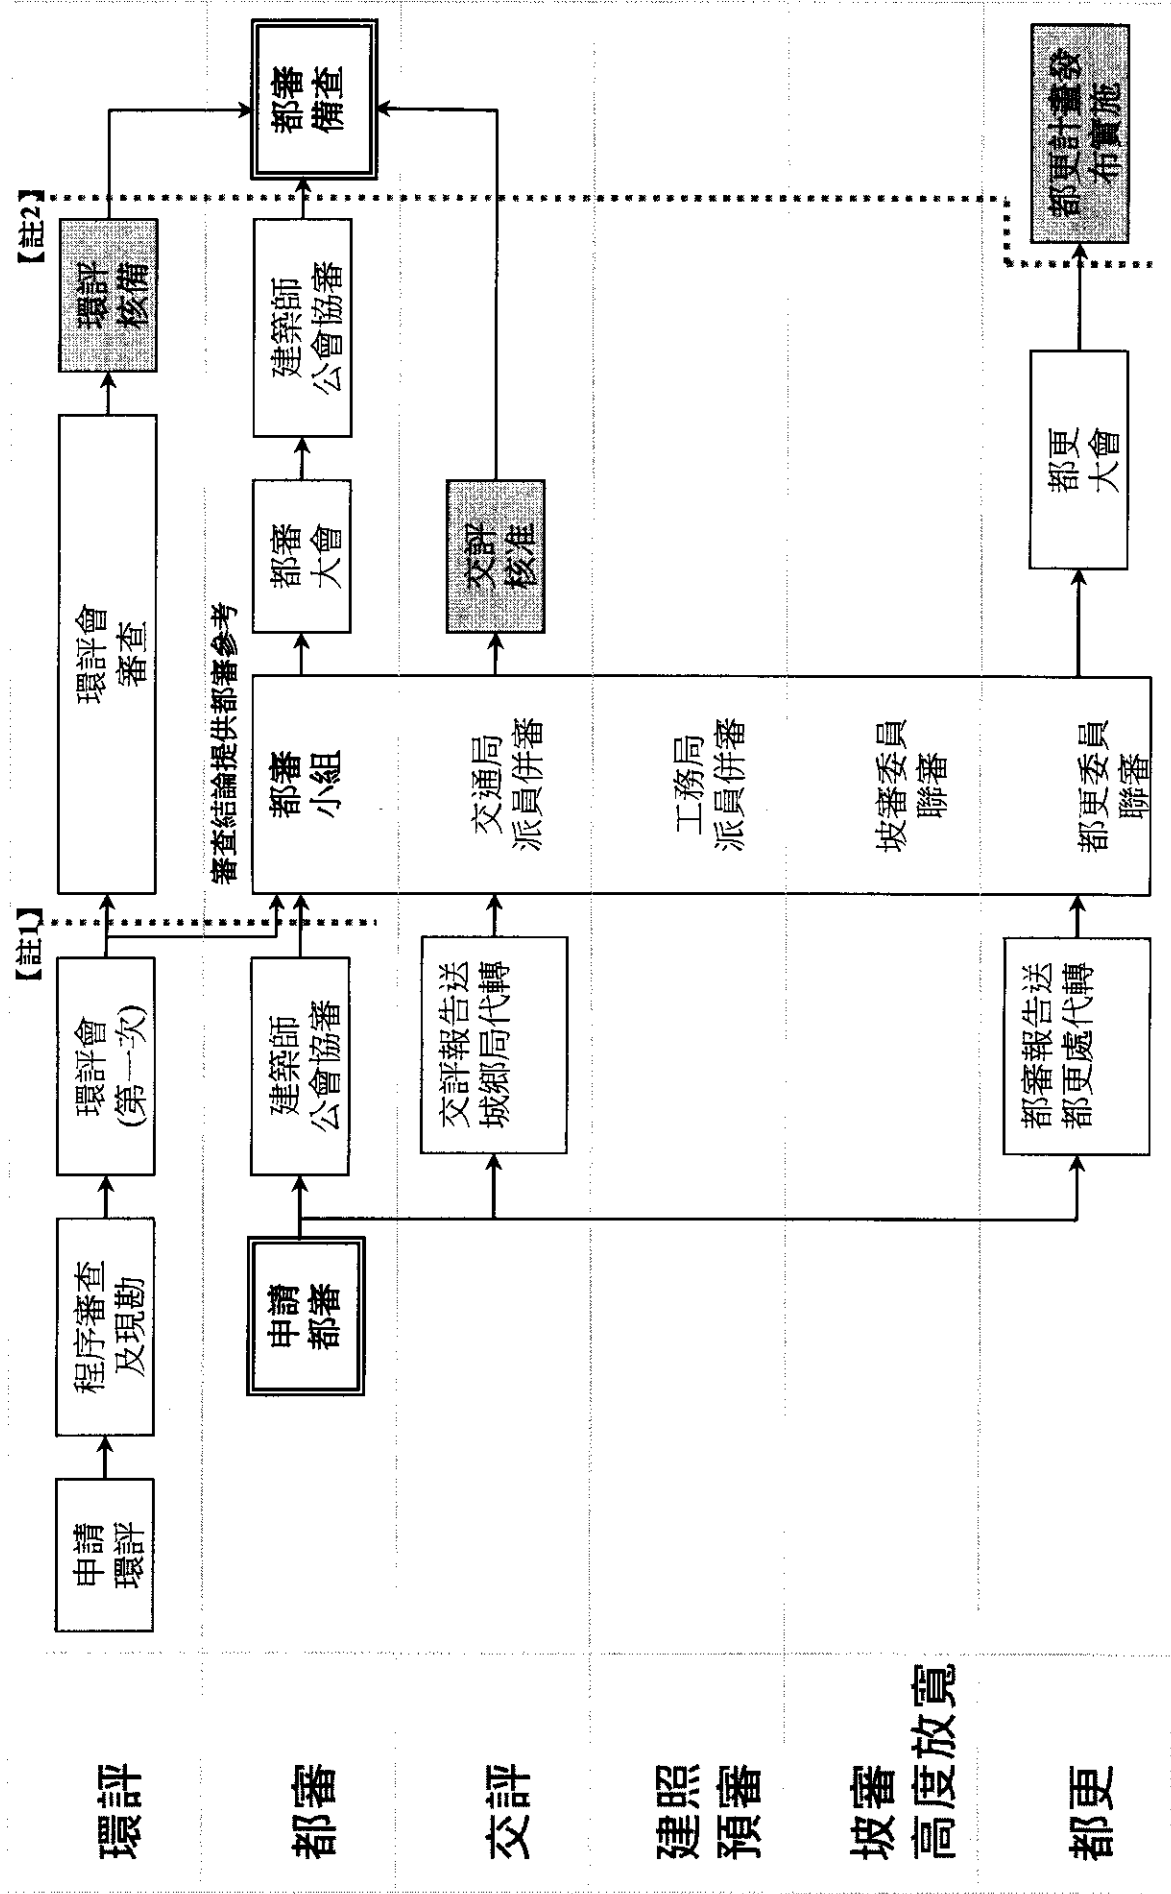 環評
申請
環評
程序審查
及現勘
環評會
(第一次)
【註1】
環評會
審查
環評
核備
【註2】
審查結論提供都審參考
都審
申請
都審
建築師
公會協審
都審
小組
都審
大會
建築師
公會協審
都審
備查
交評
交評報告送
城鄉局代轉
交通局
派員併審
交評
核准
建照
預審
工務局
派員併審
坡審
高度放寬
坡審委員
聯審
都更
都審報告送
都更處代轉
都更委員
聯審
都更
大會
都更計畫發
布實施